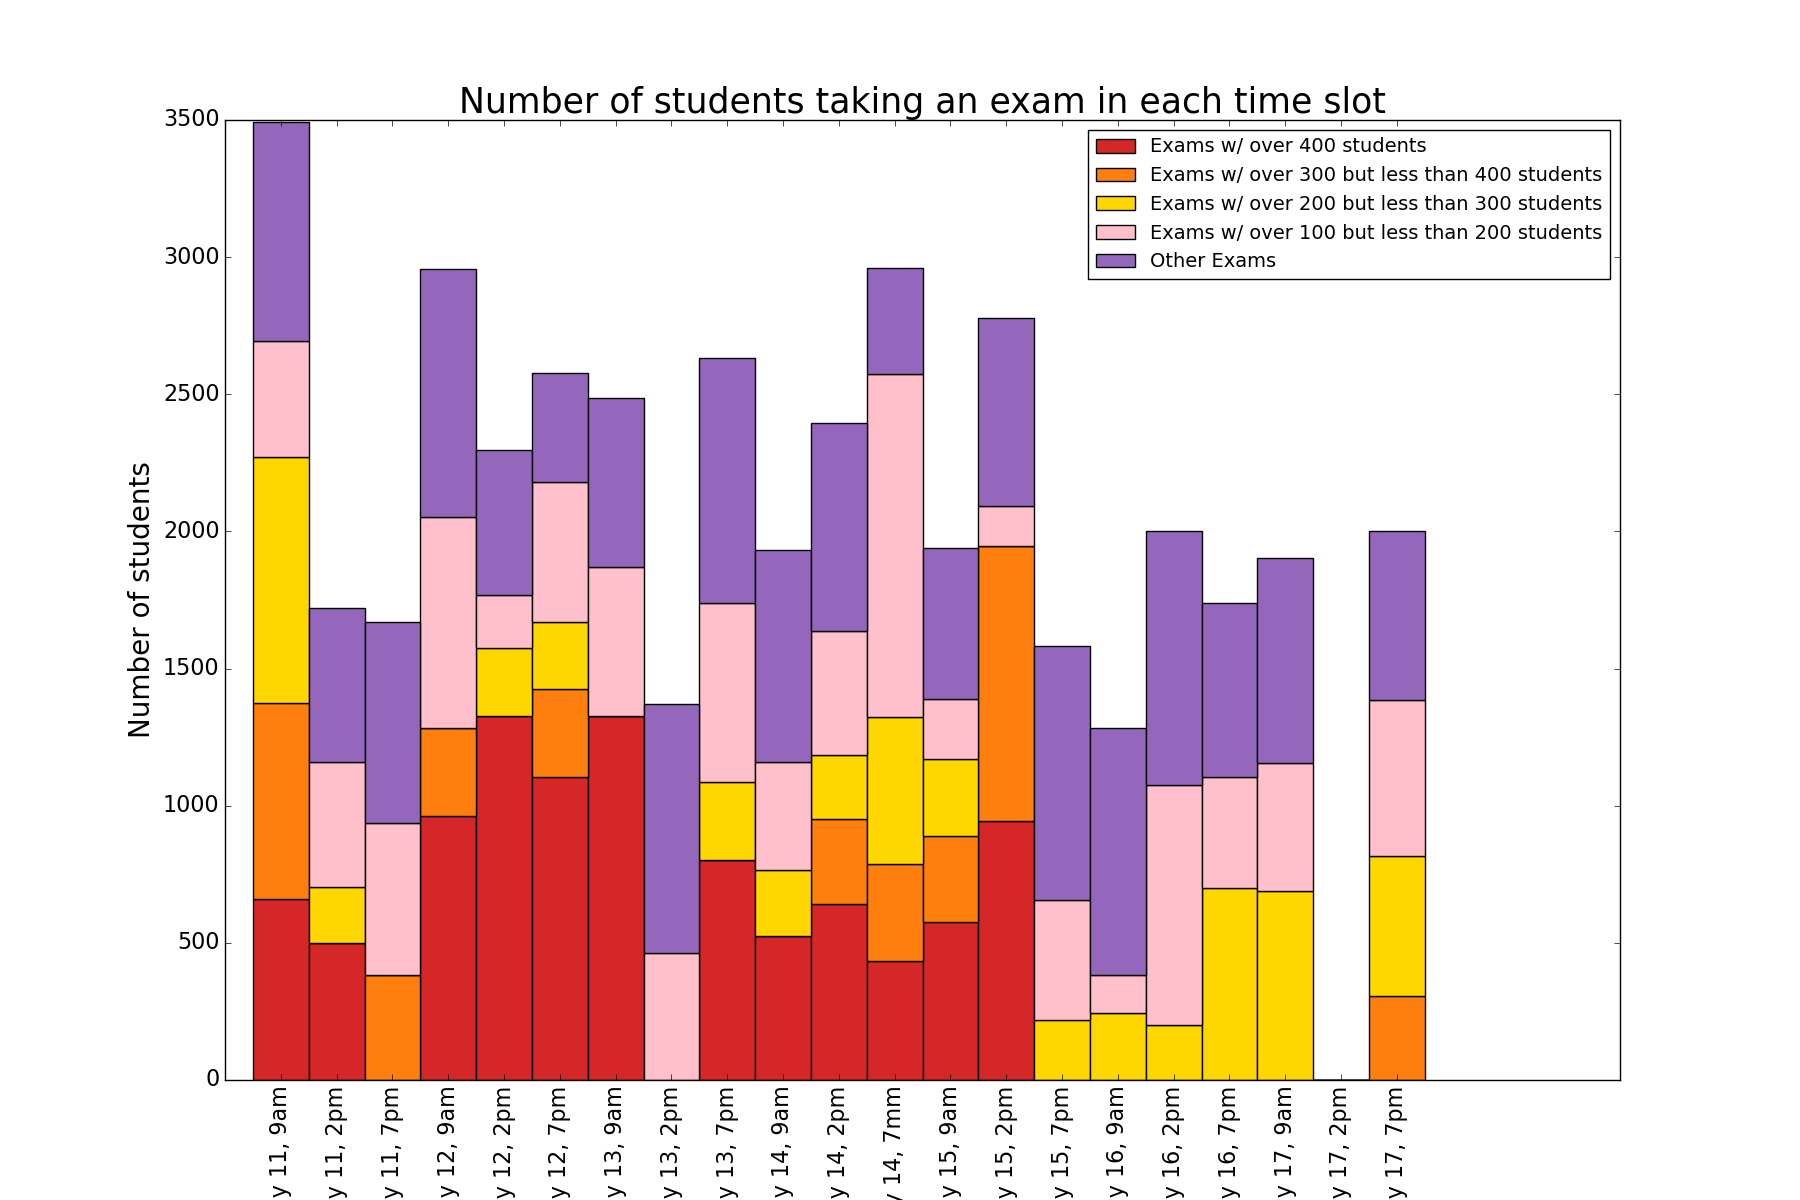 Number of students taking an exam in each time slot
Exams w/ over 400 students
Exams w/ over 300 but less than 400 students
Exams w/ over 200 but less than 300 students
Exams w/ over 100 but less than 200 students
Other Exams
Number of students
3500
3000
2500
2000
1500
1000
500
0
y 11, 9am
y 11, 2pm
y 11, 7pm
y 12, 9am
y 12, 2pm
y 12, 7pm
y 13, 9am
y 13, 2pm
y 13, 7pm
y 14, 9am
y 14, 2pm
y 14, 7mm
y 15, 9am
y 15, 2pm
y 15, 7pm
y 16, 9am
y 16, 2pm
y 16, 7pm
y 17, 9am
y 17, 2pm
y 17, 7pm